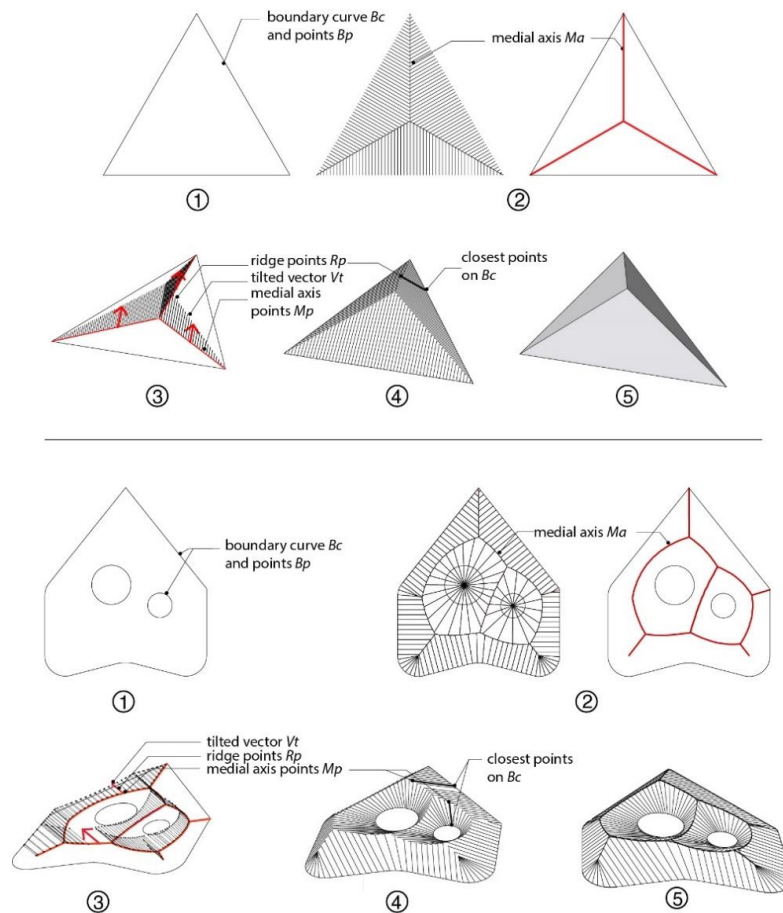 boundary curve Bc
and points Bp
medial axis Ma
①
②
ridge points Rp
tilted vector Vt
medial axis
points Mp
closest points
on Bc
③
④
⑤
boundary curve Bc
and points Bp
medial axis Ma
①
②
tilted vector Vt
ridge points Rp
medial axis points Mp
closest points
on Bc
③
④
⑤